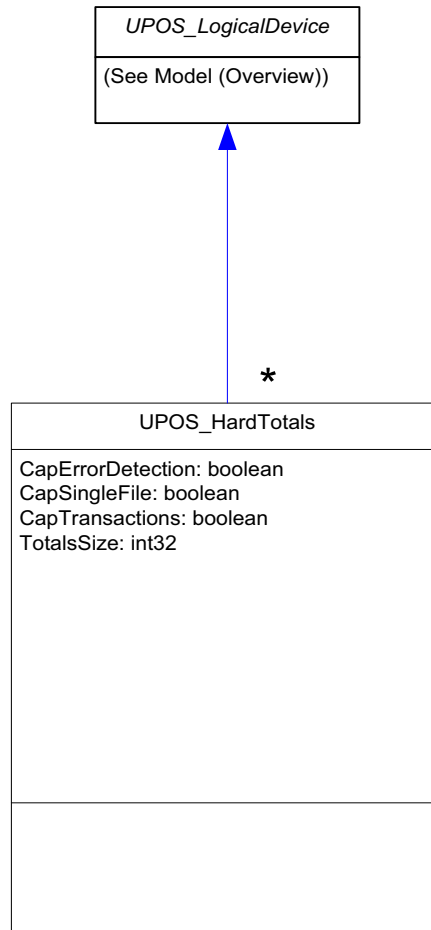 UPOS_LogicalDevice
(See Model (Overview))
*
UPOS_HardTotals
CapErrorDetection: boolean
CapSingleFile: boolean
CapTransactions: boolean
TotalsSize: int32